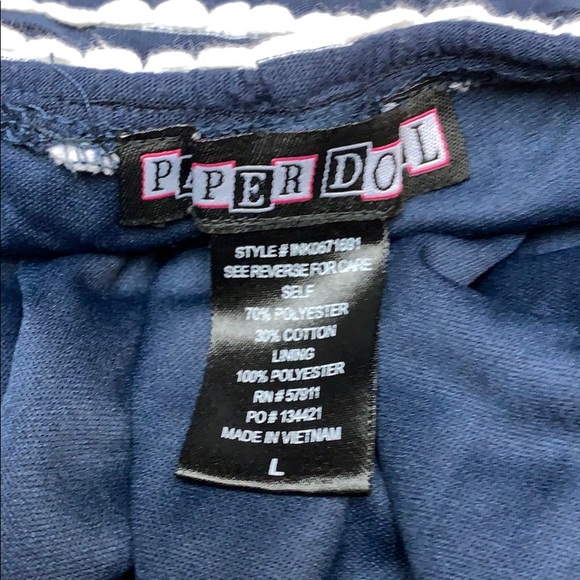 PAPER DOLL
STYLE # INK0671691
SEE REVERSE FOR CARE
SELF
70% POLYESTER
30% COTTON
LINING
100% POLYESTER
RN # 57911
PO # 134421
MADE IN VIETNAM
L